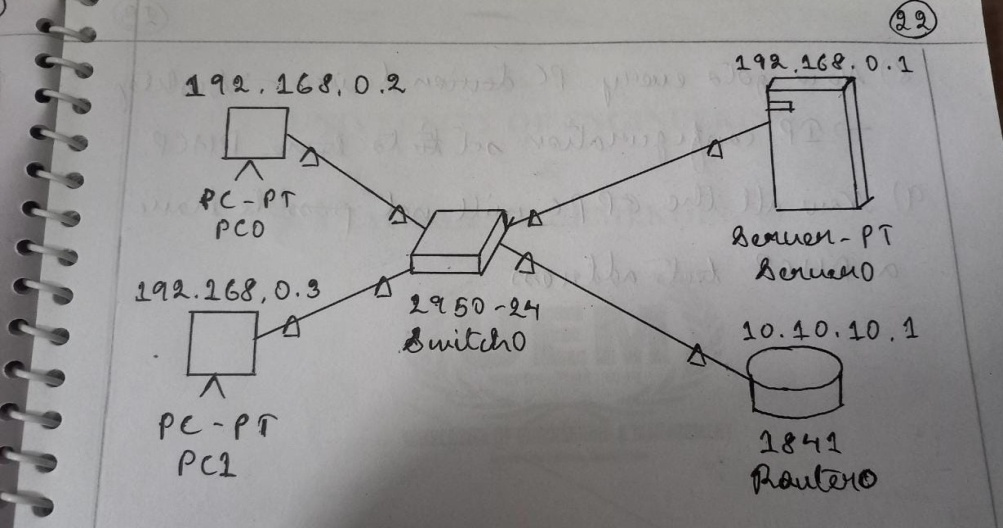 22
192.168.0.2
PC-PT
PC0
192.168.0.1
Server-PT
Server0
192.168.0.3
PC-PT
PC1
2950-24
Switch0
10.10.10.1
1841
Router0